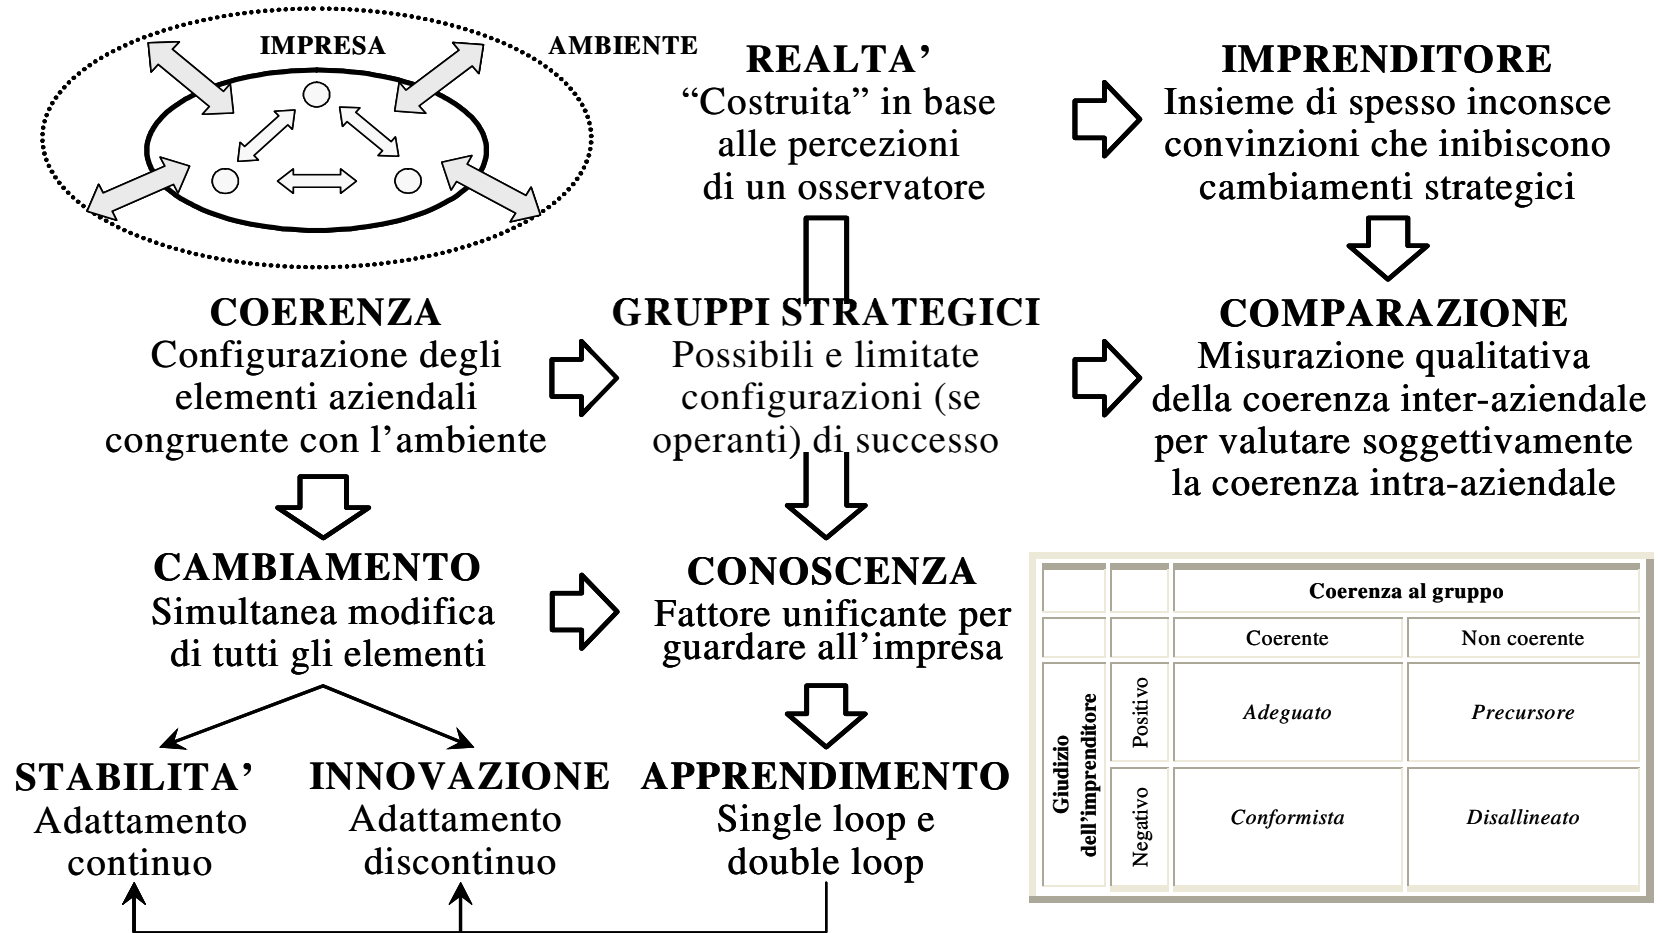 IMPRESA
AMBIENTE
REALTA’
“Costruita” in base
alle percezioni
di un osservatore
IMPRENDITORE
Insieme di spesso inconsce
convinzioni che inibiscono
cambiamenti strategici
COERENZA
Configurazione degli
elementi aziendali
congruente con l’ambiente
GRUPPI STRATEGICI
Possibili e limitate
configurazioni (se
operanti) di successo
COMPARAZIONE
Misurazione qualitativa
della coerenza inter-aziendale
per valutare soggettivamente
la coerenza intra-aziendale
CAMBIAMENTO
Simultanea modifica
di tutti gli elementi
CONOSCENZA
Fattore unificante per
guardare all’impresa
STABILITA’
Adattamento
continuo
INNOVAZIONE
Adattamento
discontinuo
APPRENDIMENTO
Single loop e
double loop
Coerenza al gruppo
Coerente
Non coerente
Giudizio
dell’imprenditore
Positivo
Adeguato
Precursore
Negativo
Conformista
Disallineato